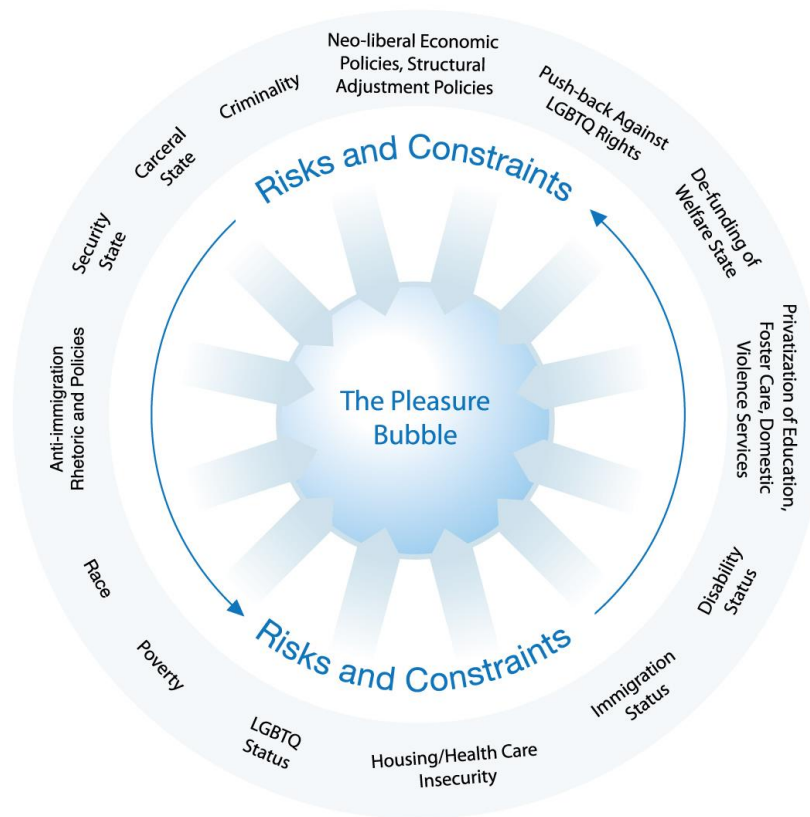 Neo-liberal Economic
Policies, Structural
Adjustment Policies
Push-back Against
LGBTQ Rights
De-funding of
Welfare State
Privatization of Education,
Foster Care, Domestic
Violence Services
Disability
Status
Immigration
Status
Housing/Health Care
Insecurity
LGBTQ
Status
Poverty
Race
Anti-immigration
Rhetoric and Policies
Security
State
Carceral
State
Criminality
Risks and Constraints
The Pleasure
Bubble
Risks and Constraints